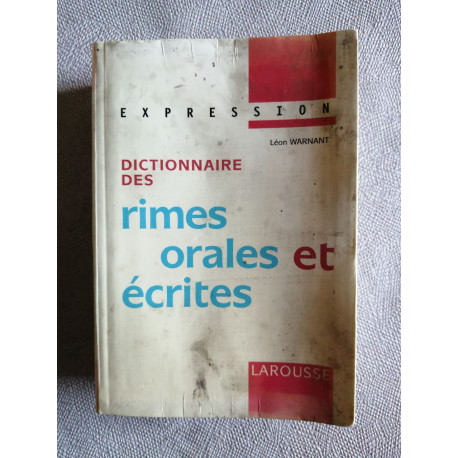 EXPRESSION
Léon WARNANT
DICTIONNAIRE
DES
rimes
orales et
écrites
LAROUSSE